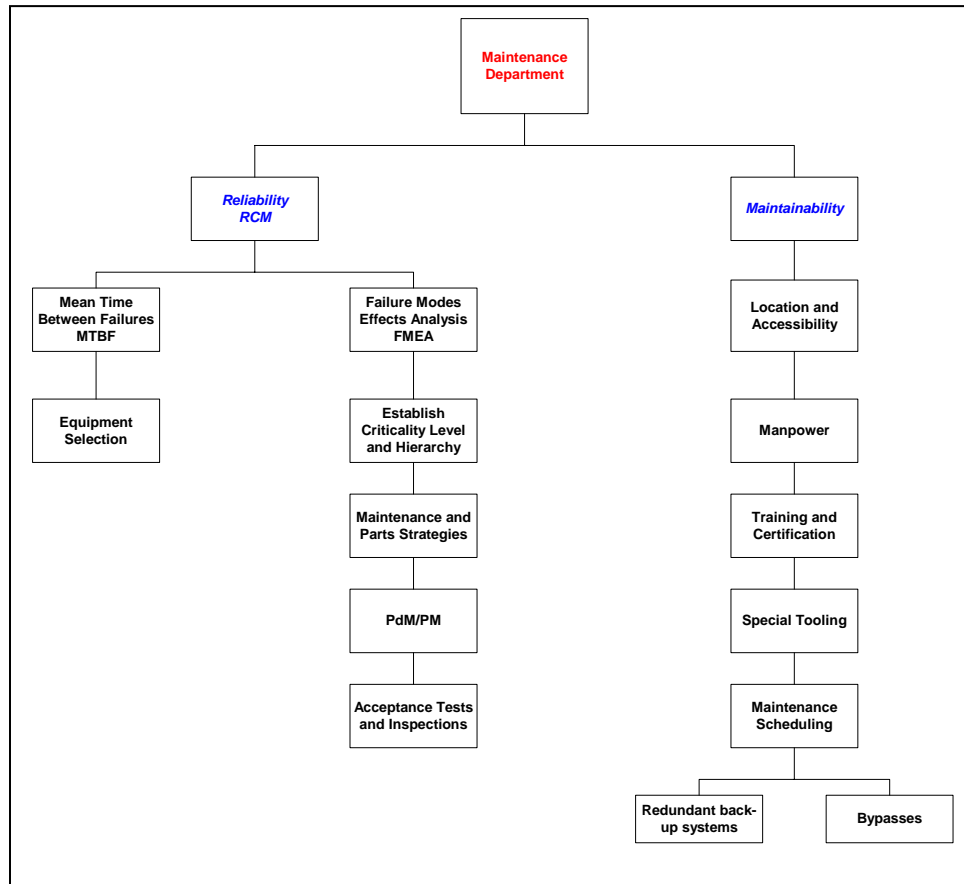 Maintenance
Department
Reliability
RCM
Maintainability
Mean Time
Between Failures
MTBF
Failure Modes
Effects Analysis
FMEA
Location and
Accessibility
Equipment
Selection
Establish
Criticality Level
and Hierarchy
Manpower
Maintenance and
Parts Strategies
Training and
Certification
PdM/PM
Special Tooling
Acceptance Tests
and Inspections
Maintenance
Scheduling
Redundant back-
up systems
Bypasses